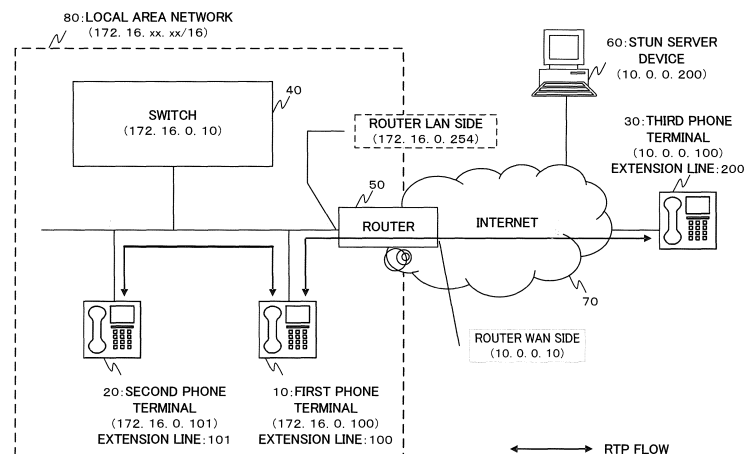 80:LOCAL AREA NETWORK
(172. 16. xx. xx/16)
60:STUN SERVER
DEVICE
(10. 0. 0. 200)
40
SWITCH
(172. 16. 0. 10)
ROUTER LAN SIDE
(172. 16. 0. 254)
30:THIRD PHONE
TERMINAL
(10. 0. 0. 100)
EXTENSION LINE:200
50
ROUTER
INTERNET
70
ROUTER WAN SIDE
(10. 0. 0. 10)
20:SECOND PHONE
TERMINAL
(172. 16. 0. 101)
EXTENSION LINE:101
10:FIRST PHONE
TERMINAL
(172. 16. 0. 100)
EXTENSION LINE:100
RTP FLOW